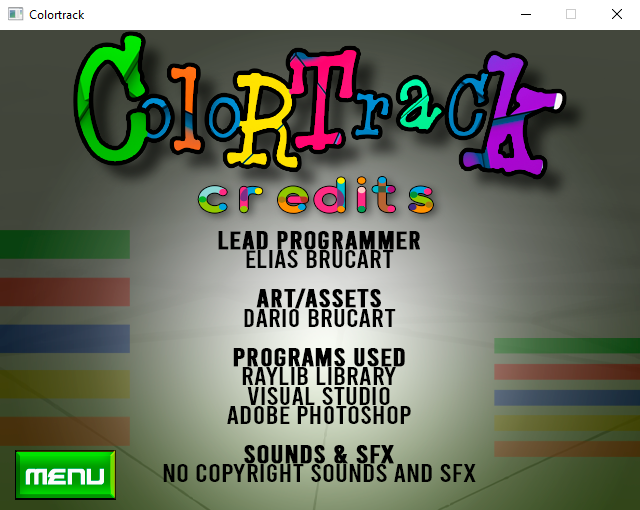 Colortrack
ColoRTrack
credits
LEAD PROGRAMMER
ELIAS BRUCART
ART/ASSETS
DARIO BRUCART
PROGRAMS USED
RAYLIB LIBRARY
VISUAL STUDIO
ADOBE PHOTOSHOP
SOUNDS & SFX
NO COPYRIGHT SOUNDS AND SFX
MENU